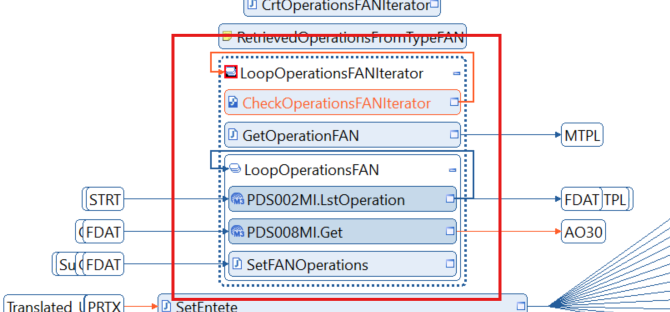 CrtOperationsFANIterator
RetrievedOperationsFromTypeFAN
LoopOperationsFANIterator
CheckOperationsFANIterator
GetOperationFAN
MTPL
LoopOperationsFAN
STRT
PDS002MI.LstOperation
FDAT
TPL
FDAT
PDS008MI.Get
AO30
Su
FDAT
SetFANOperations
Translated
PRTX
SetEntete